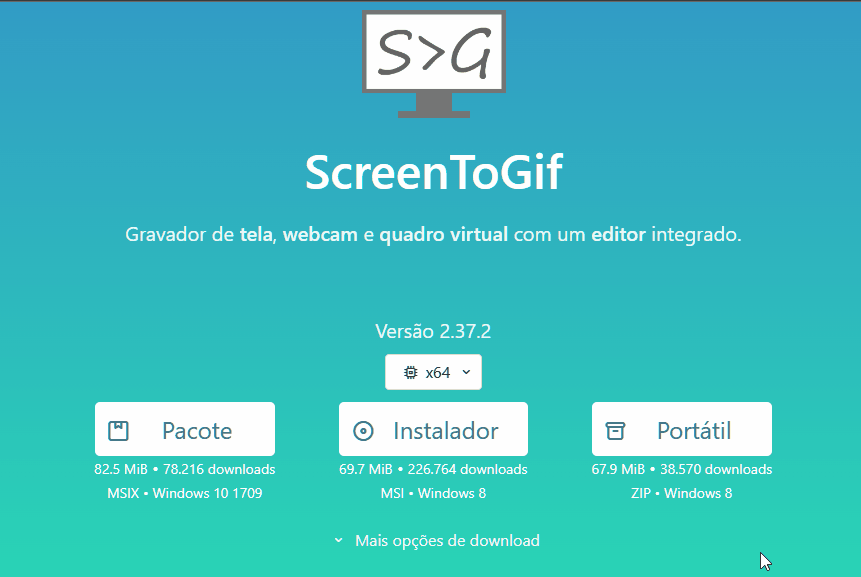 S>G
ScreenToGif
Gravador de tela, webcam e quadro virtual com um editor integrado.
Versão 2.37.2
x64
Pacote
82.5 MiB • 78.216 downloads
MSIX • Windows 10 1709
Instalador
69.7 MiB • 226.764 downloads
MSI • Windows 8
Portátil
67.9 MiB • 38.570 downloads
ZIP • Windows 8
Mais opções de download